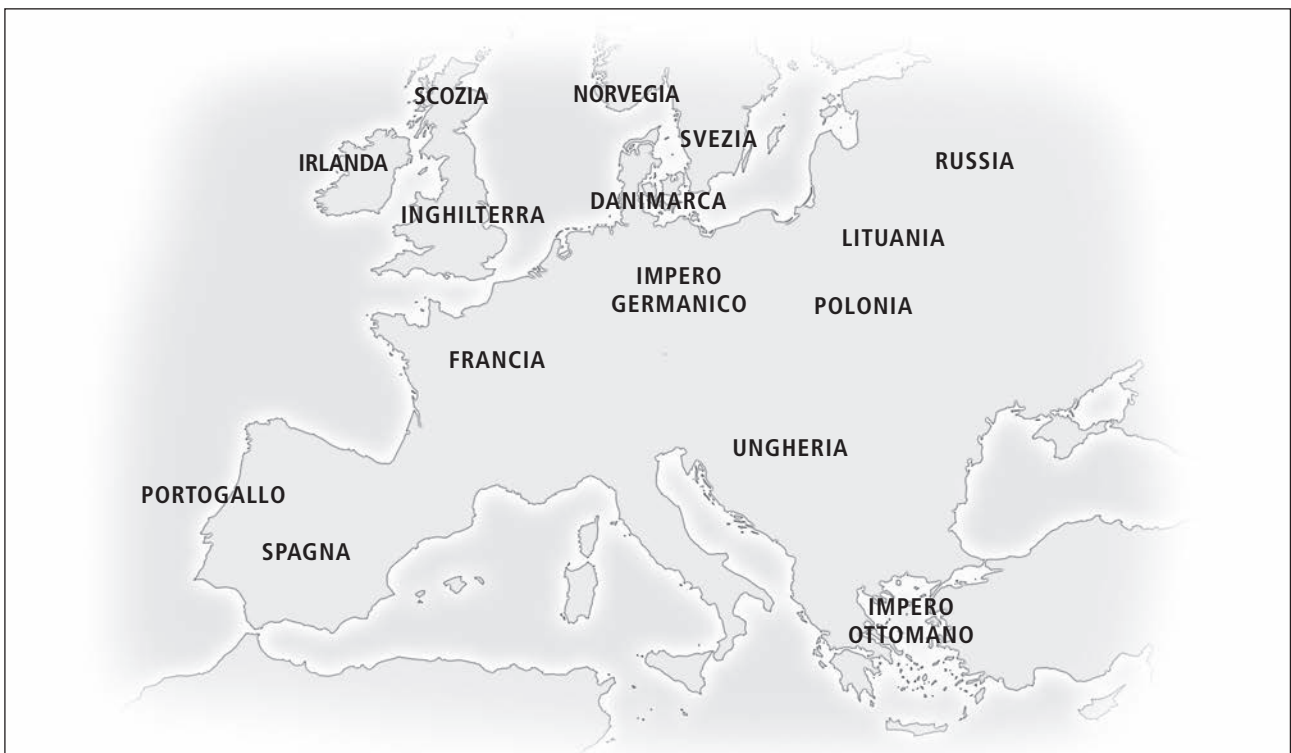 SCOZIA
NORVEGIA
SVEZIA
IRLANDA
RUSSIA
DANIMARCA
INGHILTERRA
LITUANIA
IMPERO
GERMANICO
POLONIA
FRANCIA
UNGHERIA
PORTOGALLO
SPAGNA
IMPERO
OTTOMANO